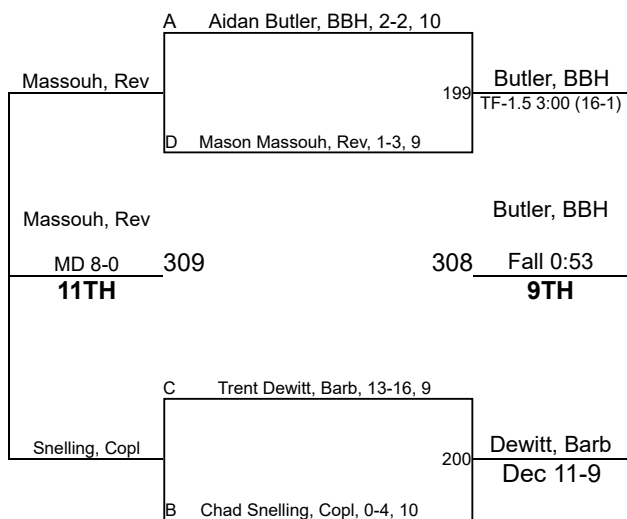 A Aidan Butler, BBH, 2-2, 10
Massouh, Rev
199
Butler, BBH
TF-1.5 3:00 (16-1)
D Mason Massouh, Rev, 1-3, 9
Massouh, Rev
Butler, BBH
MD 8-0
309
308
Fall 0:53
11TH
9TH
C Trent Dewitt, Barb, 13-16, 9
Snelling, Copl
200
Dewitt, Barb
Dec 11-9
B Chad Snelling, Copl, 0-4, 10